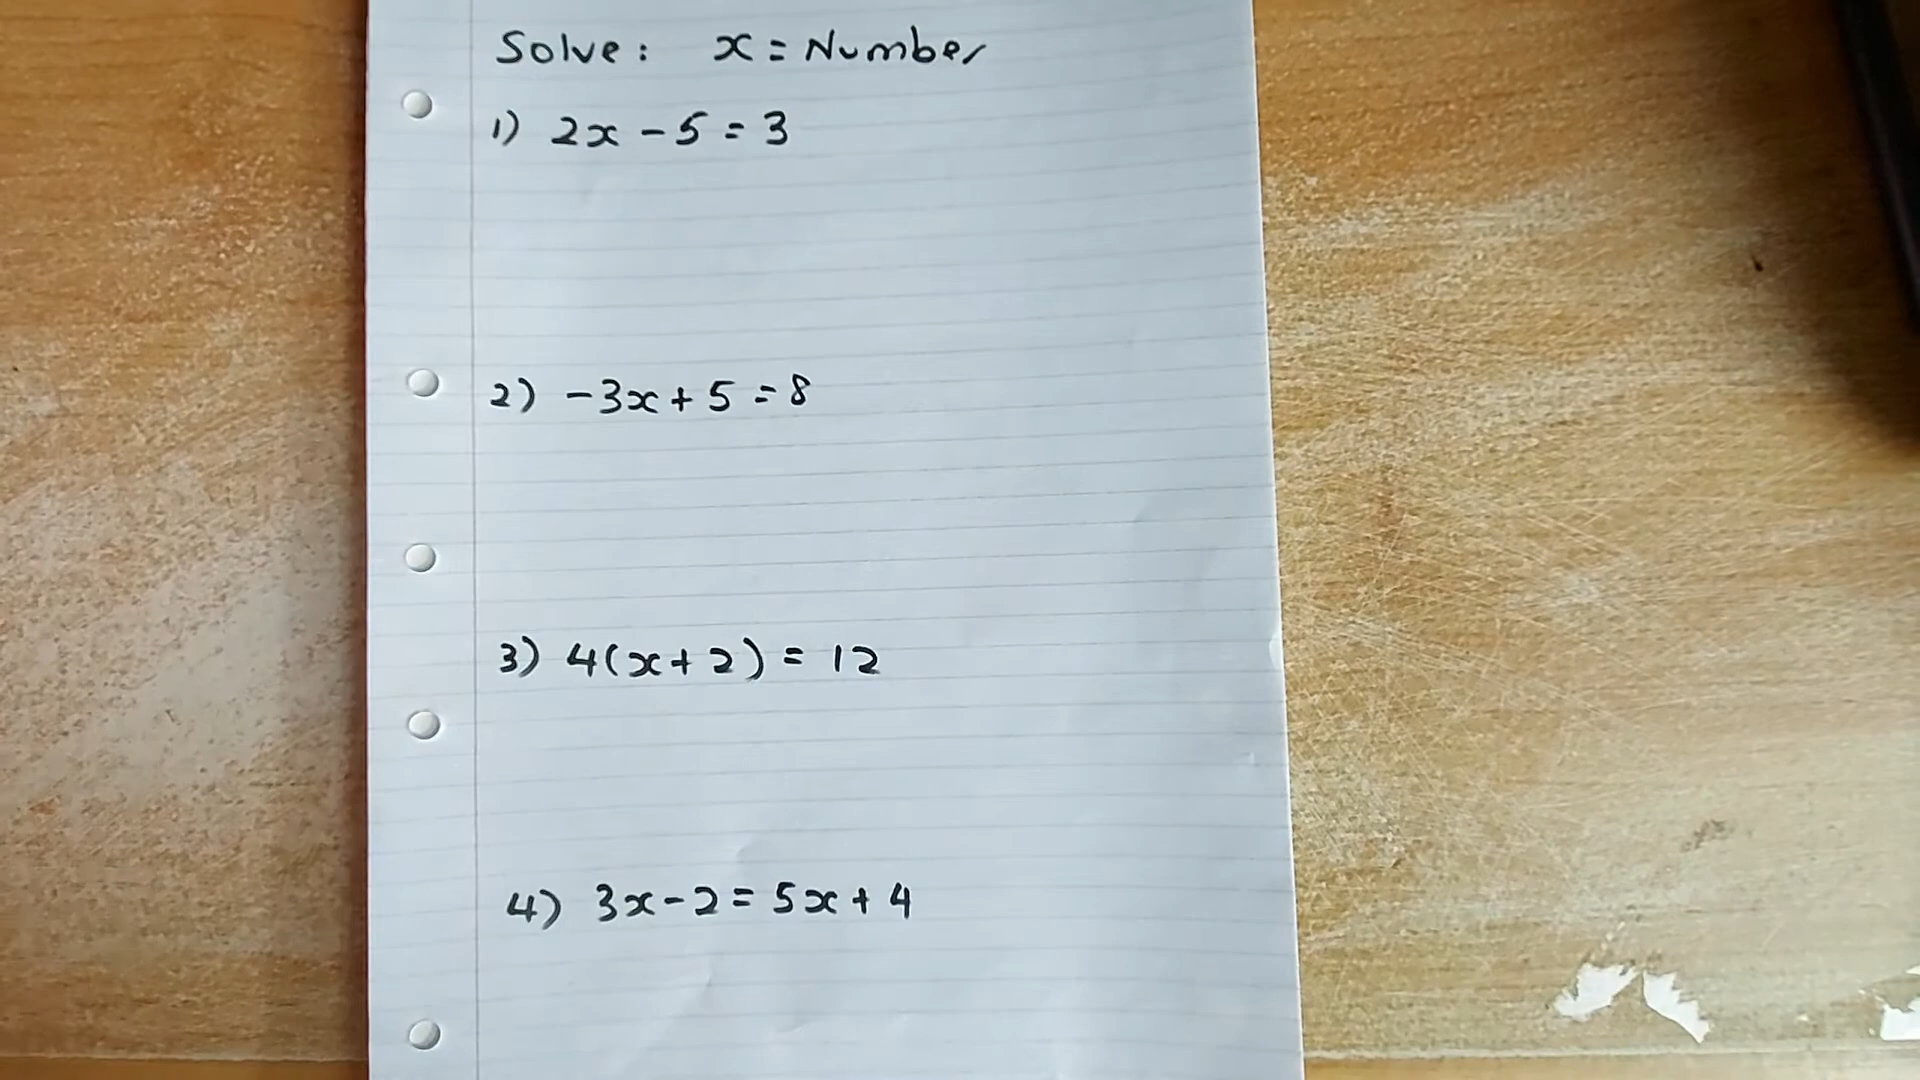 Solve: x = Number
1) 2x - 5 = 3
2) -3x + 5 = 8
3) 4(x + 2) = 12
4) 3x - 2 = 5x + 4